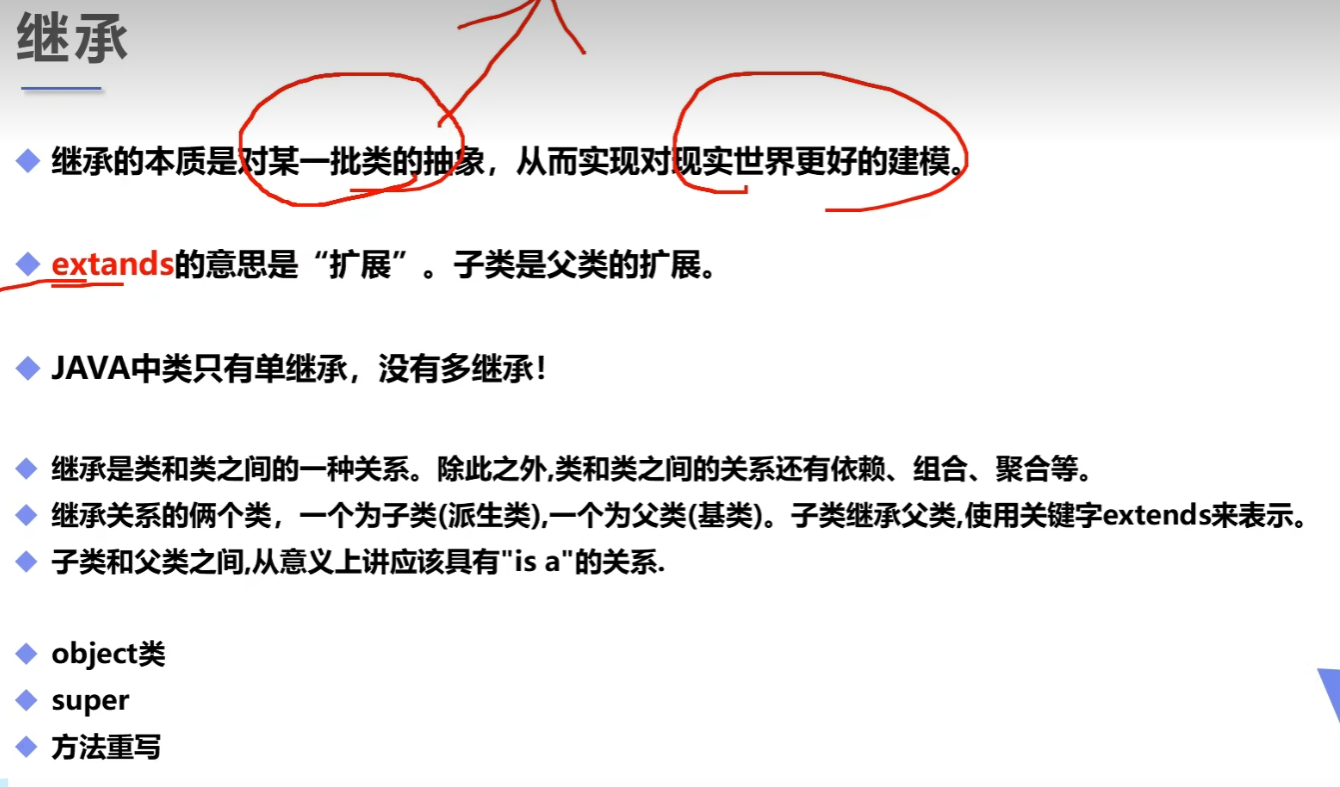 继承
继承的本质是对某一批类的抽象，从而实现对现实世界更好的建模。
extands的意思是“扩展”。子类是父类的扩展。
JAVA中类只有单继承，没有多继承！
继承是类和类之间的一种关系。除此之外,类和类之间的关系还有依赖、组合、聚合等。
继承关系的俩个类，一个为子类(派生类),一个为父类(基类)。子类继承父类,使用关键字extends来表示。
子类和父类之间,从意义上讲应该具有"is a"的关系.
object类
super
方法重写